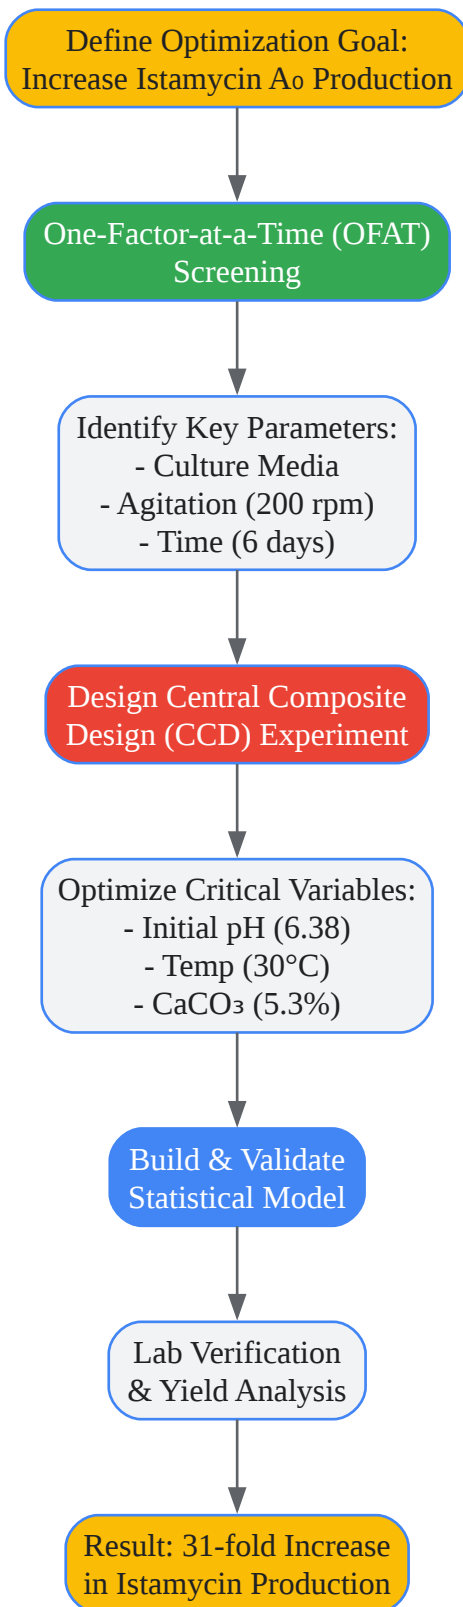 Define Optimization Goal:
Increase Istamycin A₀ Production
One-Factor-at-a-Time (OFAT)
Screening
Identify Key Parameters:
- Culture Media
- Agitation (200 rpm)
- Time (6 days)
Design Central Composite
Design (CCD) Experiment
Optimize Critical Variables:
- Initial pH (6.38)
- Temp (30°C)
- CaCO₃ (5.3%)
Build & Validate
Statistical Model
Lab Verification
& Yield Analysis
Result: 31-fold Increase
in Istamycin Production